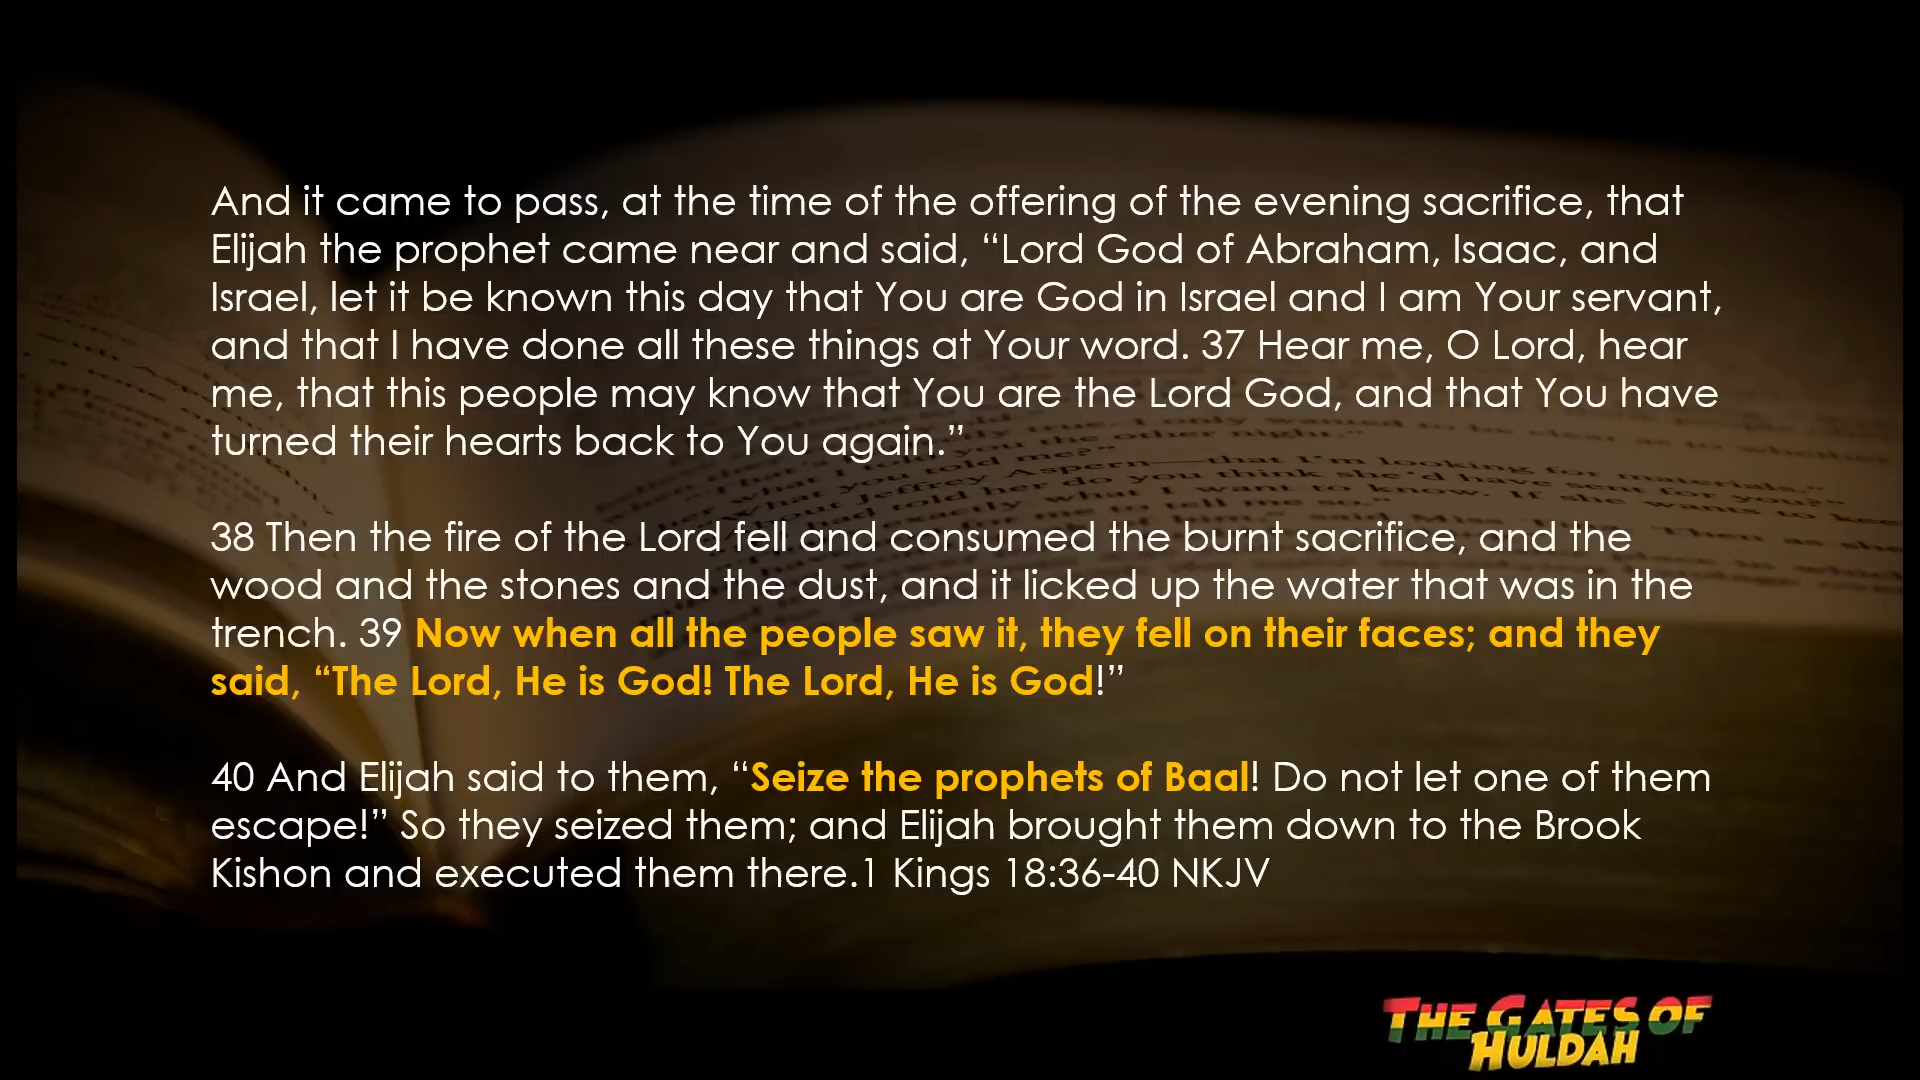 And it came to pass, at the time of the offering of the evening sacrifice, that
Elijah the prophet came near and said, “Lord God of Abraham, Isaac, and
Israel, let it be known this day that You are God in Israel and I am Your servant,
and that I have done all these things at Your word. 37 Hear me, O Lord, hear
me, that this people may know that You are the Lord God, and that You have
turned their hearts back to You again.”
38 Then the fire of the Lord fell and consumed the burnt sacrifice, and the
wood and the stones and the dust, and it licked up the water that was in the
trench. 39 Now when all the people saw it, they fell on their faces; and they
said, “The Lord, He is God! The Lord, He is God!”
40 And Elijah said to them, “Seize the prophets of Baal! Do not let one of them
escape!” So they seized them; and Elijah brought them down to the Brook
Kishon and executed them there.1 Kings 18:36-40 NKJV
THE GATES OF
HULDAH